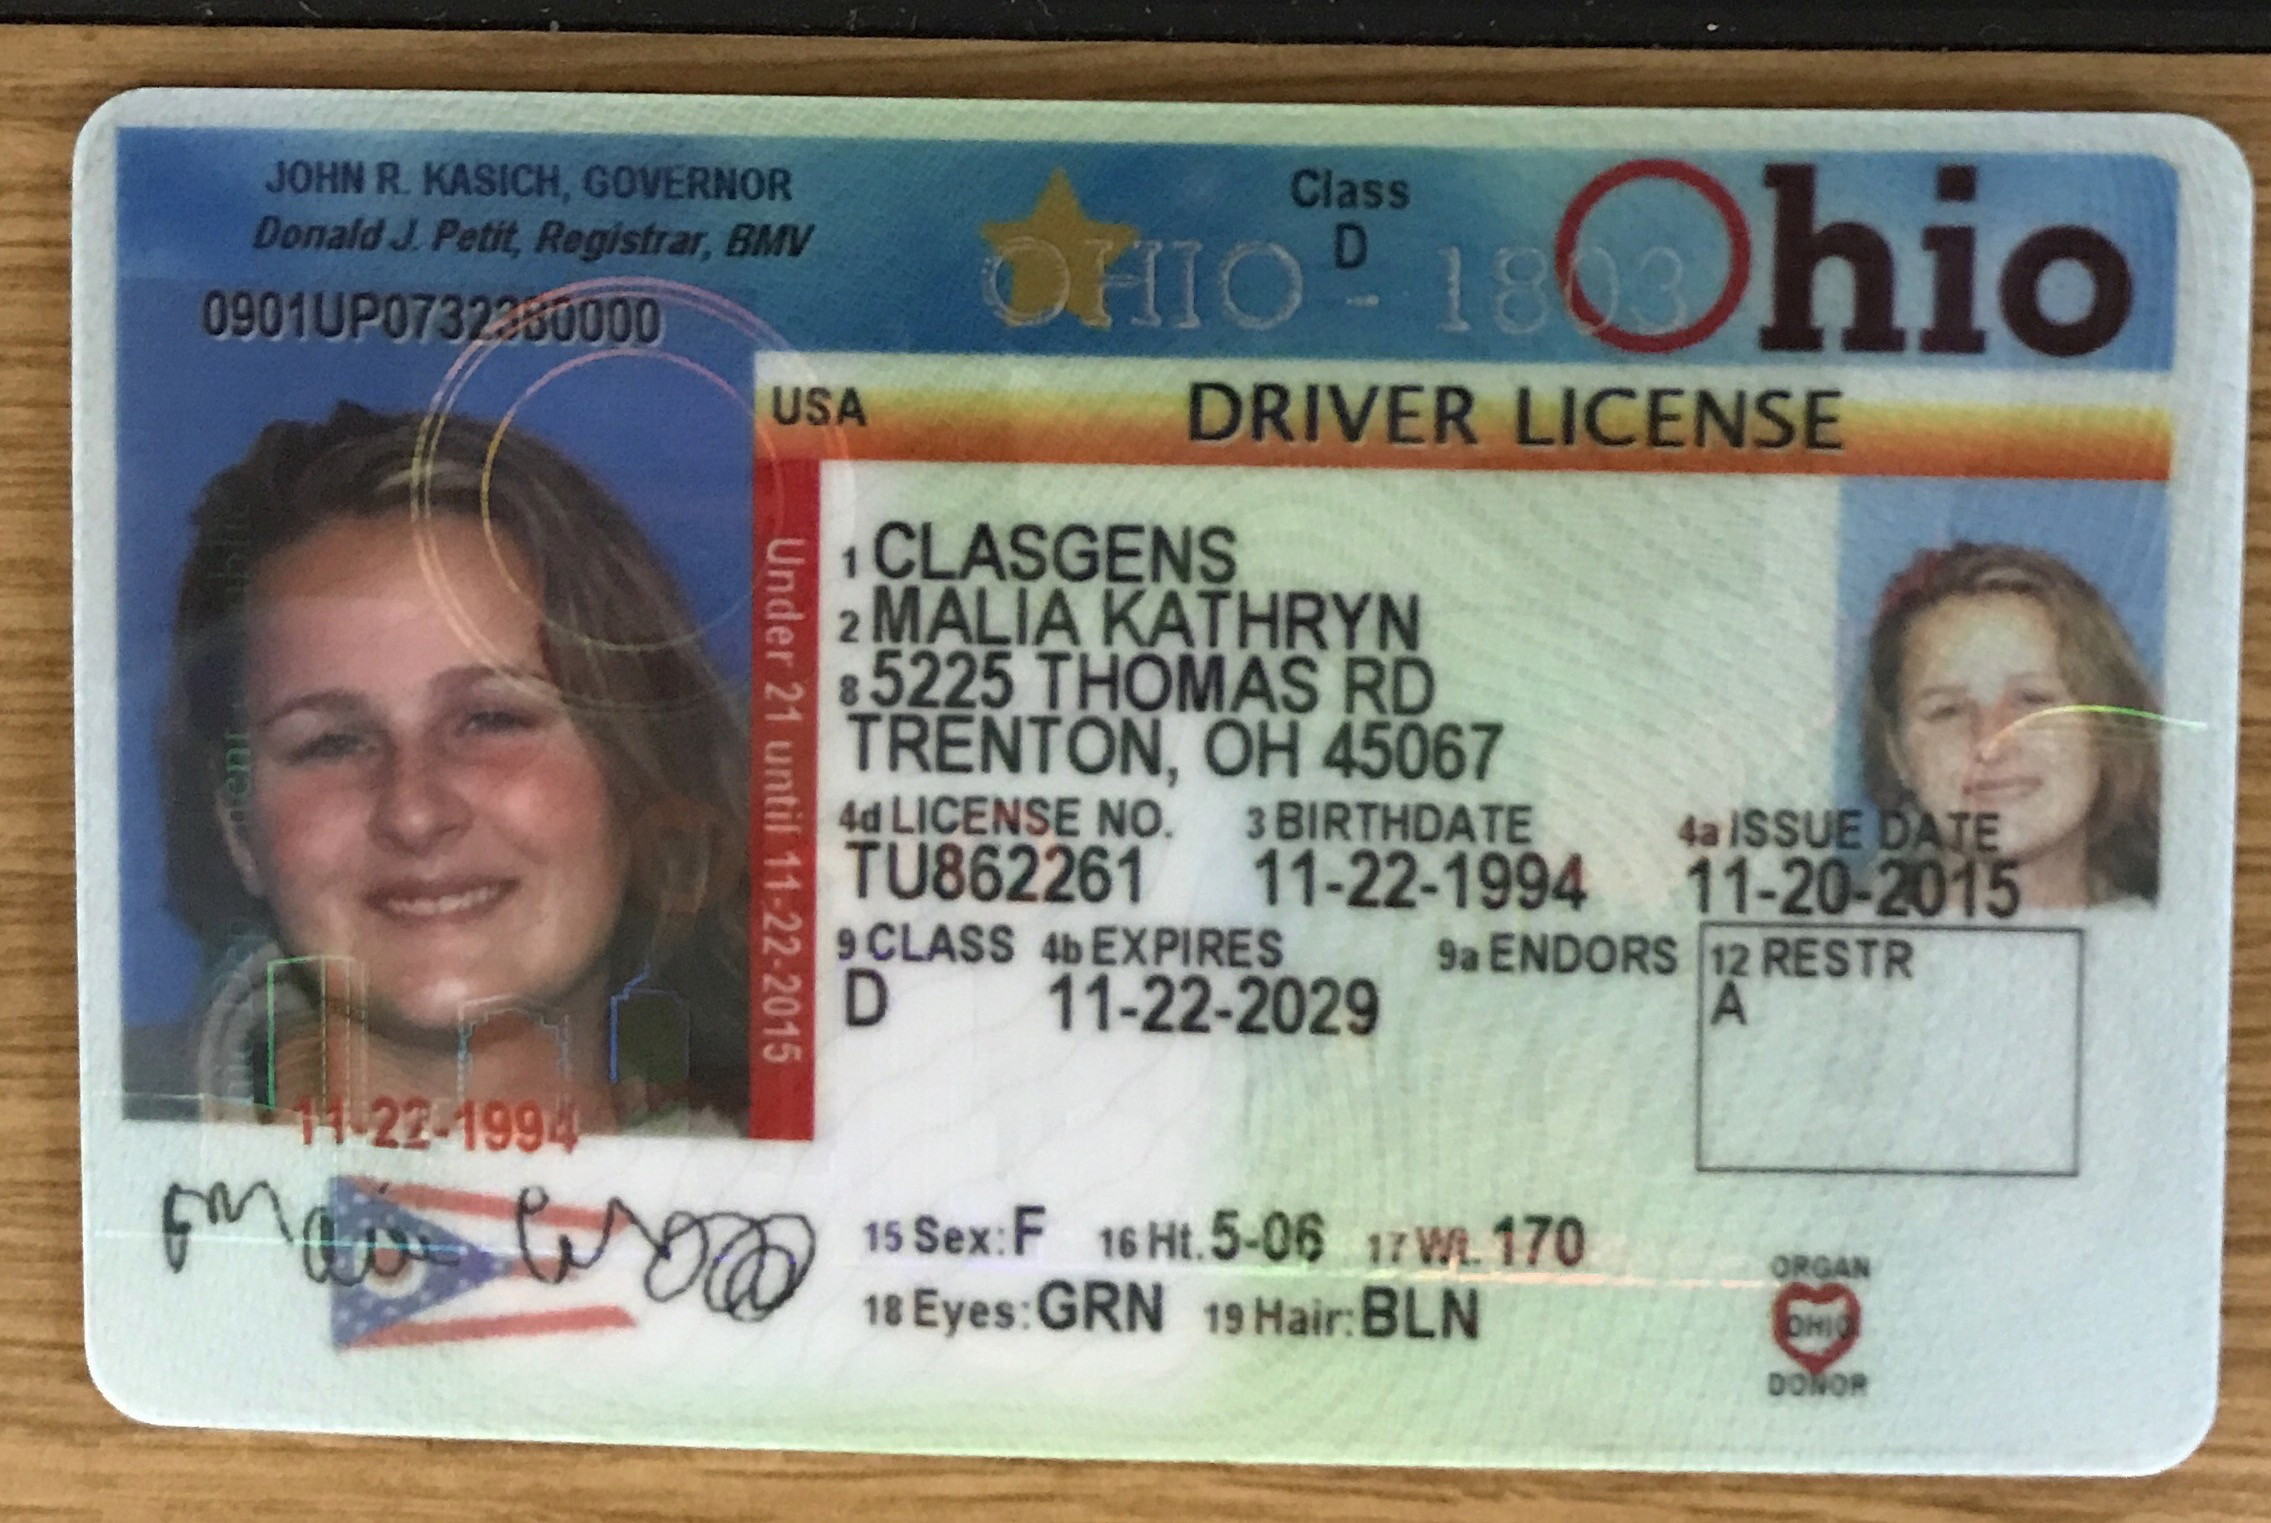 JOHN R. KASICH, GOVERNOR
Donald J. Petit, Registrar, BMV
0901UP0732380000
OHIO - 1803
Class
D
Ohio
USA
DRIVER LICENSE
Under 21 until 11-22-2015
1 CLASGENS
2 MALIA KATHRYN
8 5225 THOMAS RD
TRENTON, OH 45067
4d LICENSE NO. 3 BIRTHDATE 4a ISSUE DATE
TU862261 11-22-1994 11-20-2015
9 CLASS 4b EXPIRES 9a ENDORS 12 RESTR
D 11-22-2029 A
11-22-1994
15 Sex: F 16 Ht. 5-06 17 Wt. 170
18 Eyes: GRN 19 Hair: BLN
ORGAN
OHIO
DONOR